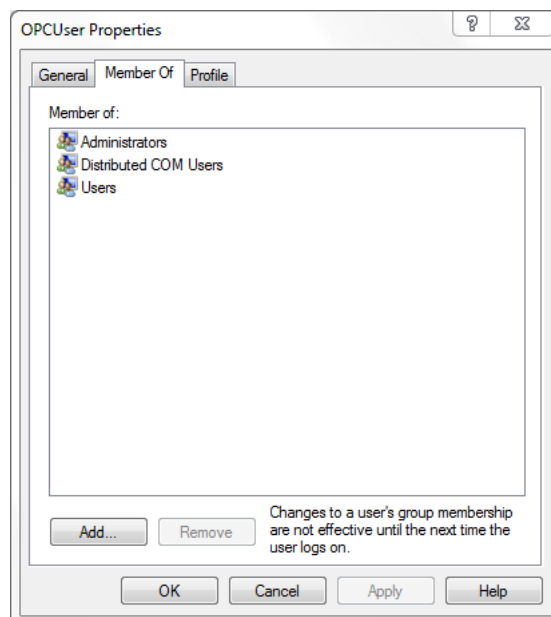 OPCUser Properties
General
Member Of
Profile
Member of:
Administrators
Distributed COM Users
Users
Add...
Remove
Changes to a user's group membership
are not effective until the next time the
user logs on.
OK
Cancel
Apply
Help